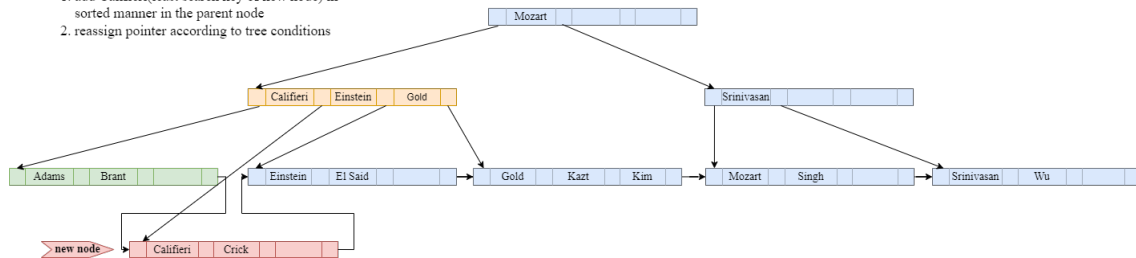 sorted manner in the parent node
2. reassign pointer according to tree conditions
Mozart
Califieri Einstein Gold
Srinivasan
Adams Brant
Einstein El Said
Gold Kazt Kim
Mozart Singh
Srinivasan Wu
new node
Califieri Crick